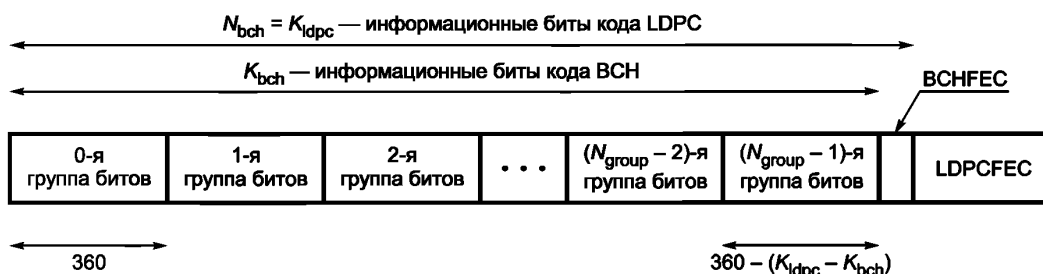 N_bch = K_ldpc — информационные биты кода LDPC
K_bch — информационные биты кода BCH
BCHFEC
0-я группа битов
1-я группа битов
2-я группа битов
• • •
(N_group – 2)-я группа битов
(N_group – 1)-я группа битов
LDPCFEC
360
360 – (K_ldpc – K_bch)